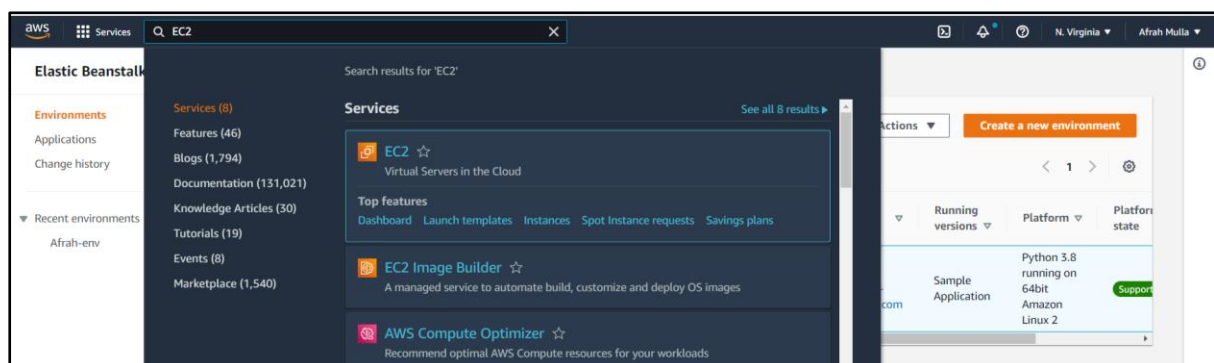 aws
Services
EC2
N. Virginia
Afrah Mulla
Elastic Beanstalk
Environments
Applications
Change history
Recent environments
Afrah-env
Search results for 'EC2'
Services (8)
Features (46)
Blogs (1,794)
Documentation (131,021)
Knowledge Articles (30)
Tutorials (19)
Events (8)
Marketplace (1,540)
Services
See all 8 results
EC2
Virtual Servers in the Cloud
Top features
Dashboard Launch templates Instances Spot Instance requests Savings plans
EC2 Image Builder
A managed service to automate build, customize and deploy OS images
AWS Compute Optimizer
Recommend optimal AWS Compute resources for your workloads
Actions
Create a new environment
1
Running
versions
Platform
Platform
state
com
Sample
Application
Python 3.8
running on
64bit
Amazon
Linux 2
Support